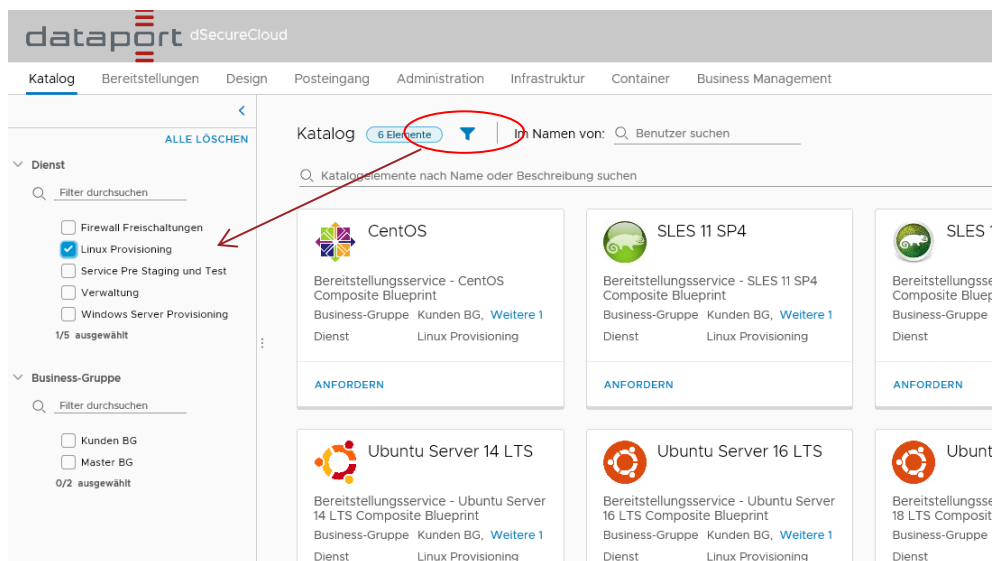 dataport dSecureCloud
Katalog Bereitstellungen Design Posteingang Administration Infrastruktur Container Business Management
ALLE LÖSCHEN
Dienst
Filter durchsuchen
Firewall Freischaltungen
Linux Provisioning
Service Pre Staging und Test
Verwaltung
Windows Server Provisioning
1/5 ausgewählt
Business-Gruppe
Filter durchsuchen
Kunden BG
Master BG
0/2 ausgewählt
Katalog 6 Elemente Im Namen von: Benutzer suchen
Katalogelemente nach Name oder Beschreibung suchen
CentOS
Bereitstellungsservice - CentOS
Composite Blueprint
Business-Gruppe Kunden BG, Weitere 1
Dienst Linux Provisioning
ANFORDERN
SLES 11 SP4
Bereitstellungsservice - SLES 11 SP4
Composite Blueprint
Business-Gruppe Kunden BG, Weitere 1
Dienst Linux Provisioning
ANFORDERN
SLES
Composite
Business-Gruppe
Dienst
ANFORDERN
Ubuntu Server 14 LTS
Bereitstellungsservice - Ubuntu Server
14 LTS Composite Blueprint
Business-Gruppe Kunden BG, Weitere 1
Dienst Linux Provisioning
Ubuntu Server 16 LTS
Bereitstellungsservice - Ubuntu Server
16 LTS Composite Blueprint
Business-Gruppe Kunden BG, Weitere 1
Dienst Linux Provisioning
18 LTS
Business-Gruppe
Dienst